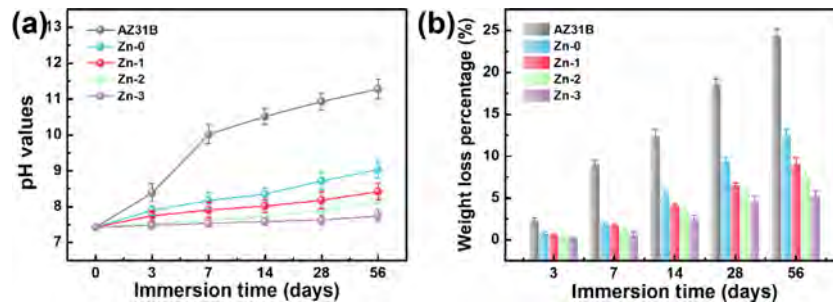 (a)
AZ31B
Zn-0
Zn-1
Zn-2
Zn-3
pH values
13
12
11
10
9
8
7
0
3
7
14
28
56
Immersion time (days)
(b)
AZ31B
Zn-0
Zn-1
Zn-2
Zn-3
Weight loss percentage (%)
25
20
15
10
5
0
3
7
14
28
56
Immersion time (days)